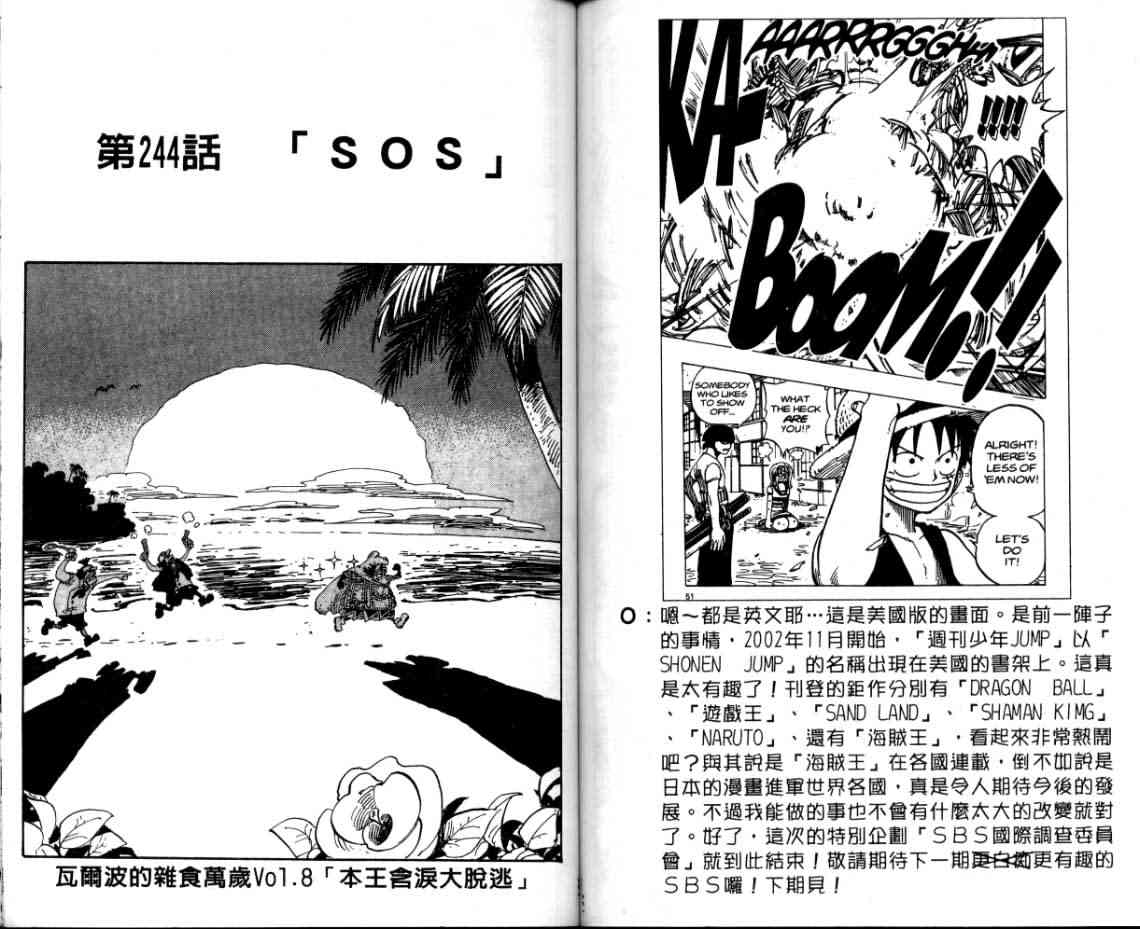 第244話 「SOS」
瓦爾波的雜食萬歲Vol.8「本王含淚大脫逃」
AAARRRGGGH
!!!!
KA-
BOOM!!
SOMEBODY
WHO LIKES
TO SHOW
OFF...
WHAT
THE HECK
ARE
YOU!?
ALRIGHT!
THERE'S
LESS OF
'EM NOW!
LET'S
DO
IT!
51
O：嗯～都是英文耶…這是美國版的畫面。是前一陣子
的事情，2002年11月開始，「週刊少年JUMP」以「
SHONEN JUMP」的名稱出現在美國的書架上。這真
是太有趣了！刊登的鉅作分別有「DRAGON BALL」
、「遊戲王」、「SAND LAND」、「SHAMAN KIMG」
、「NARUTO」、還有「海賊王」，看起來非常熱鬧
吧？與其說是「海賊王」在各國連載，倒不如說是
日本的漫畫進軍世界各國，真是令人期待今後的發
展。不過我能做的事也不會有什麼太大的改變就對
了。好了，這次的特別企劃「SBS國際調查委員
會」就到此結束！敬請期待下一期更白痴更有趣的
SBS囉！下期見！